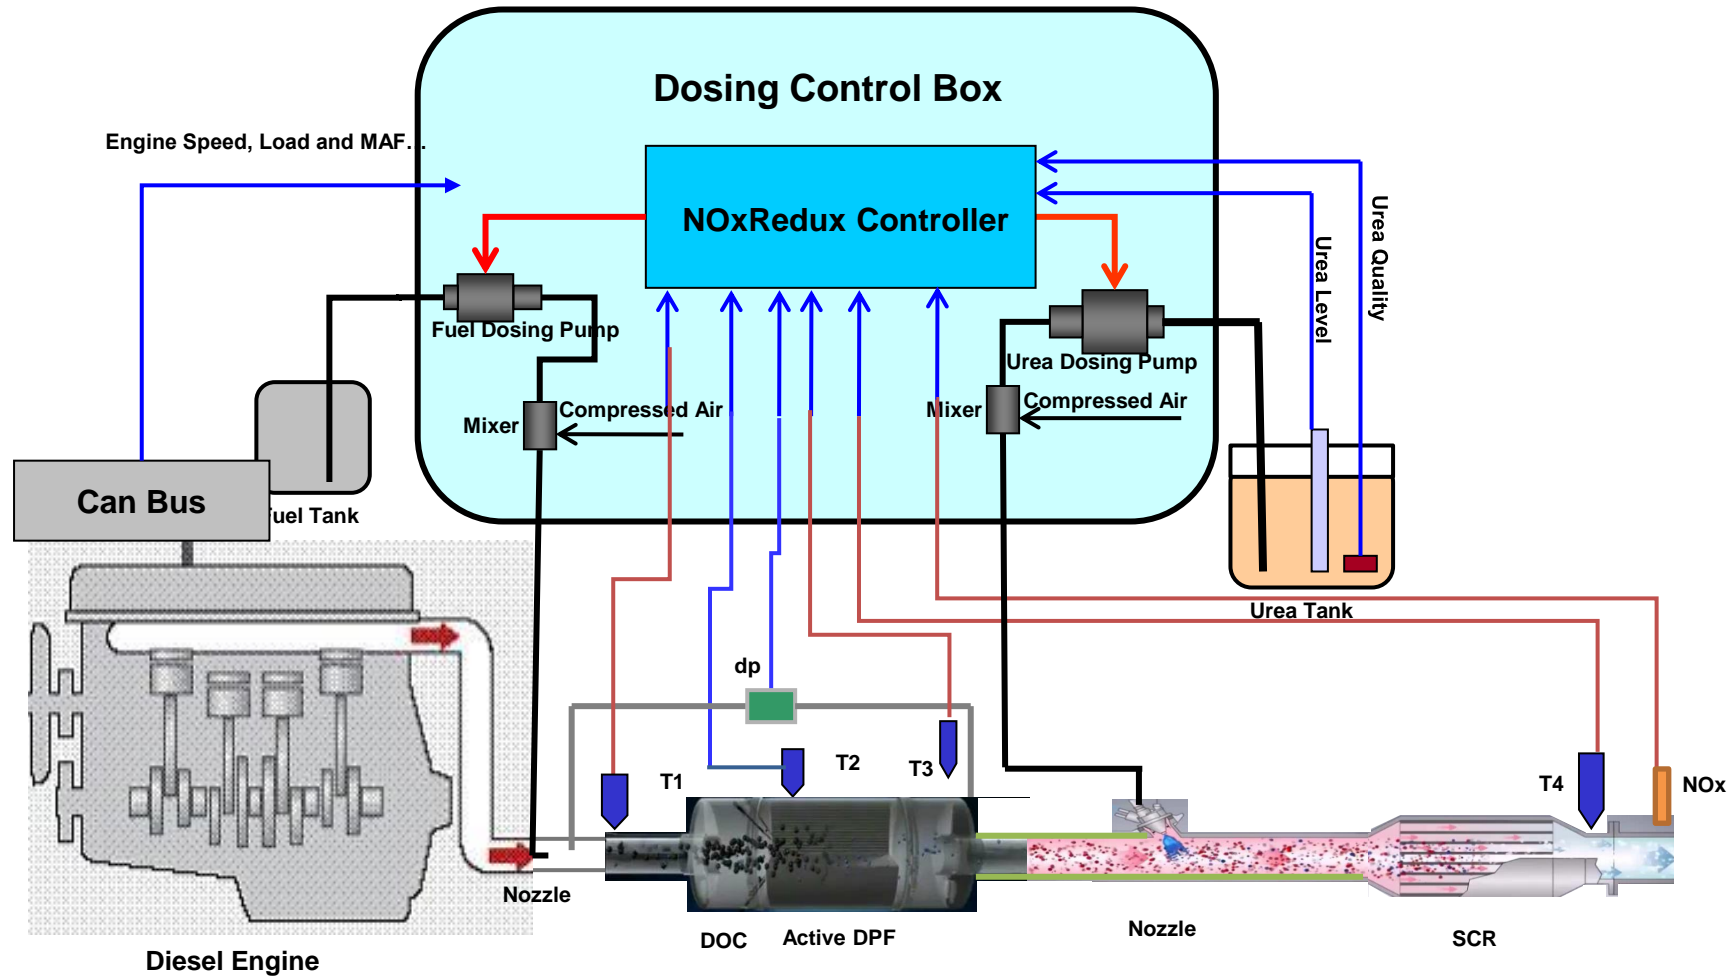 Dosing Control Box
Engine Speed, Load and MAF...
NOxRedux Controller
Urea Quality
Urea Level
Fuel Dosing Pump
Urea Dosing Pump
Compressed Air
Mixer
Compressed Air
Mixer
Can Bus
Fuel Tank
Urea Tank
dp
T1
T2
T3
T4
NOx
Nozzle
DOC
Active DPF
Nozzle
SCR
Diesel Engine